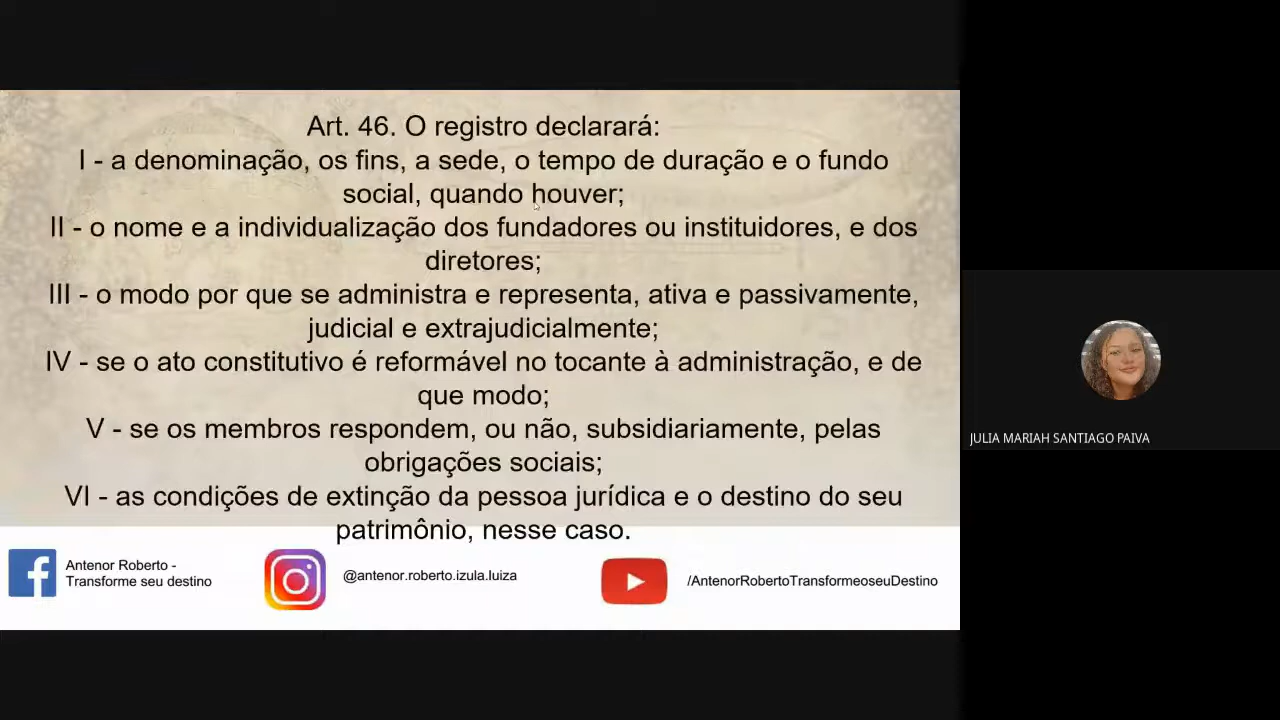 Art. 46. O registro declarará:
I - a denominação, os fins, a sede, o tempo de duração e o fundo
social, quando houver;
II - o nome e a individualização dos fundadores ou instituidores, e dos
diretores;
III - o modo por que se administra e representa, ativa e passivamente,
judicial e extrajudicialmente;
IV - se o ato constitutivo é reformável no tocante à administração, e de
que modo;
V - se os membros respondem, ou não, subsidiariamente, pelas
obrigações sociais;
VI - as condições de extinção da pessoa jurídica e o destino do seu
patrimônio, nesse caso.
Antenor Roberto -
Transforme seu destino
@antenor.roberto.izula.luiza
/AntenorRobertoTransformeoseuDestino
JULIA MARIAH SANTIAGO PAIVA